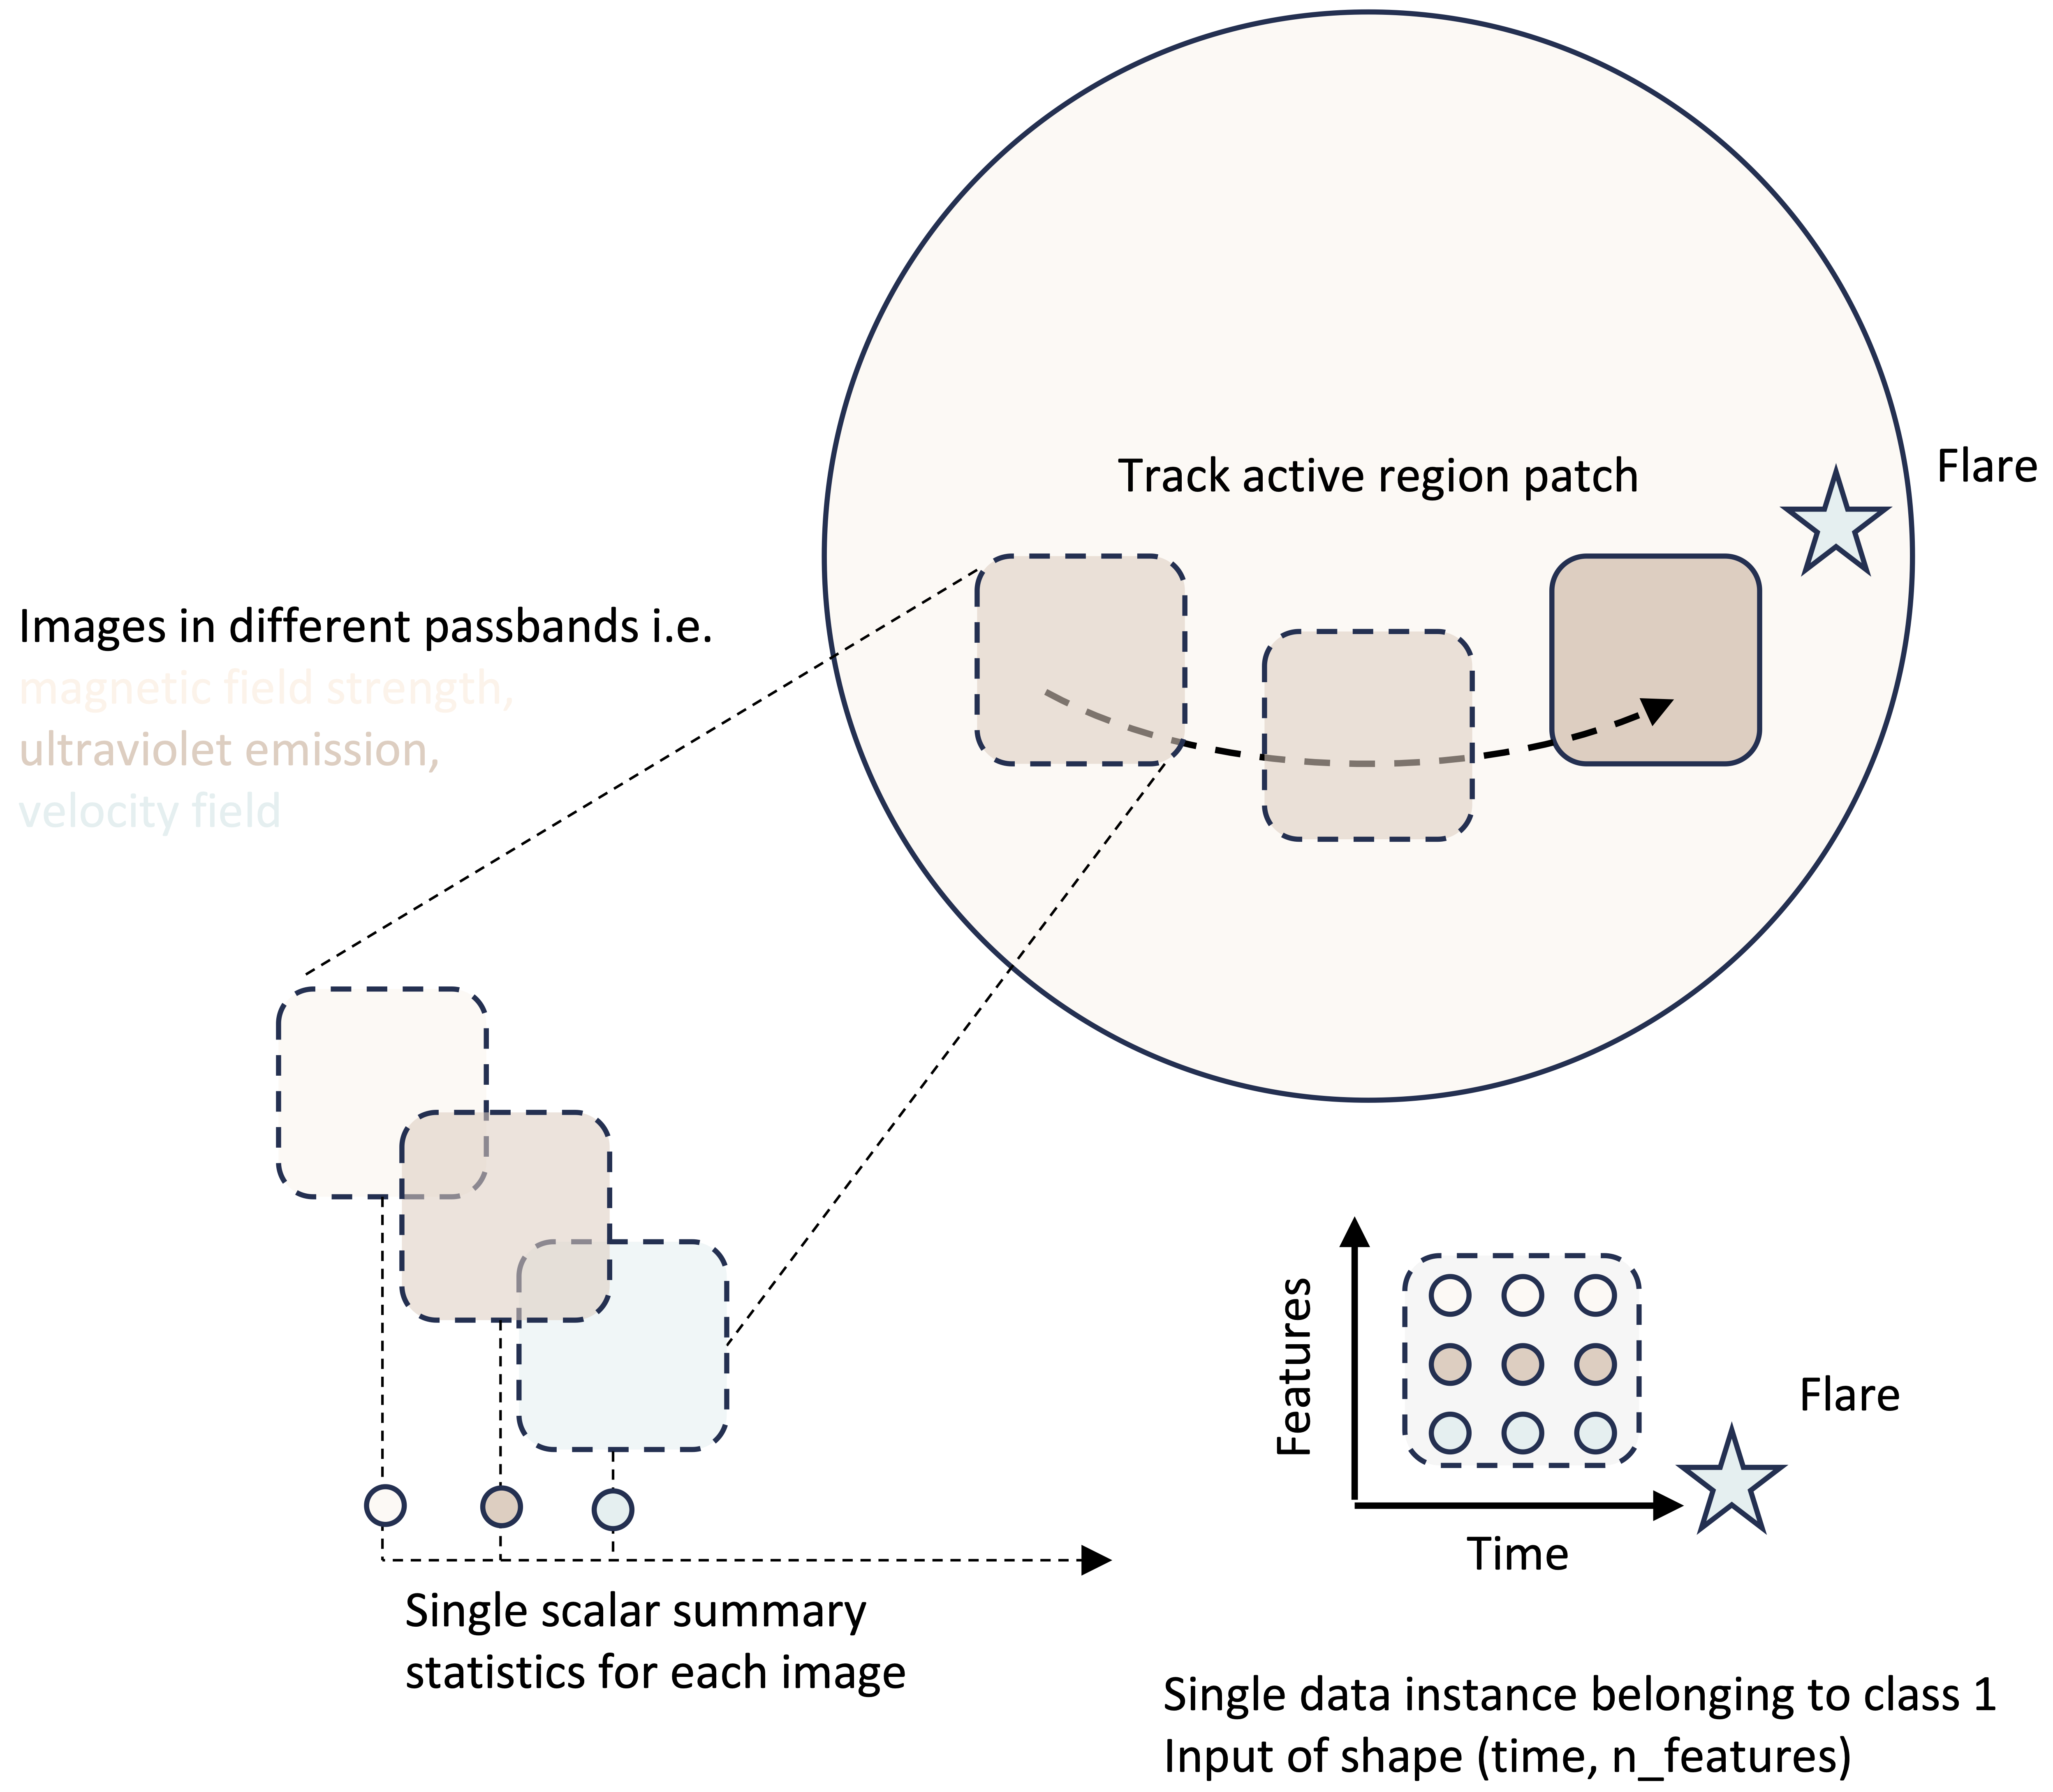 Track active region patch
Flare
Images in different passbands i.e.
magnetic field strength,
ultraviolet emission,
velocity field
Features
Flare
Time
Single scalar summary
statistics for each image
Single data instance belonging to class 1
Input of shape (time, n_features)